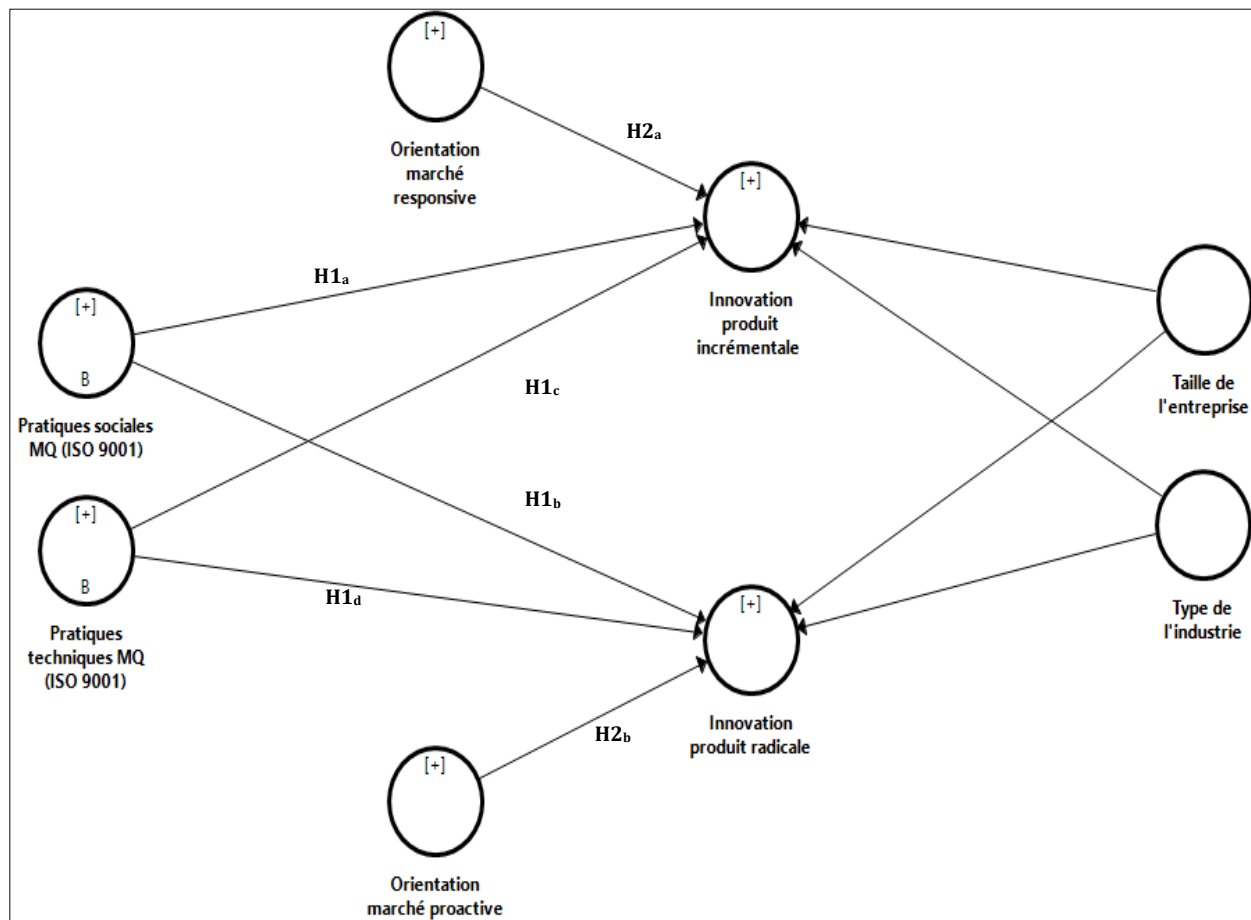 [+]
Orientation
marché
responsive
H2a
[+]
Innovation
produit
incrémentale
H1a
[+]
B
Pratiques sociales
MQ (ISO 9001)
H1c
Taille de
l'entreprise
H1b
[+]
B
Pratiques
techniques MQ
(ISO 9001)
H1d
Type de
l'industrie
[+]
Innovation
produit radicale
H2b
[+]
Orientation
marché proactive